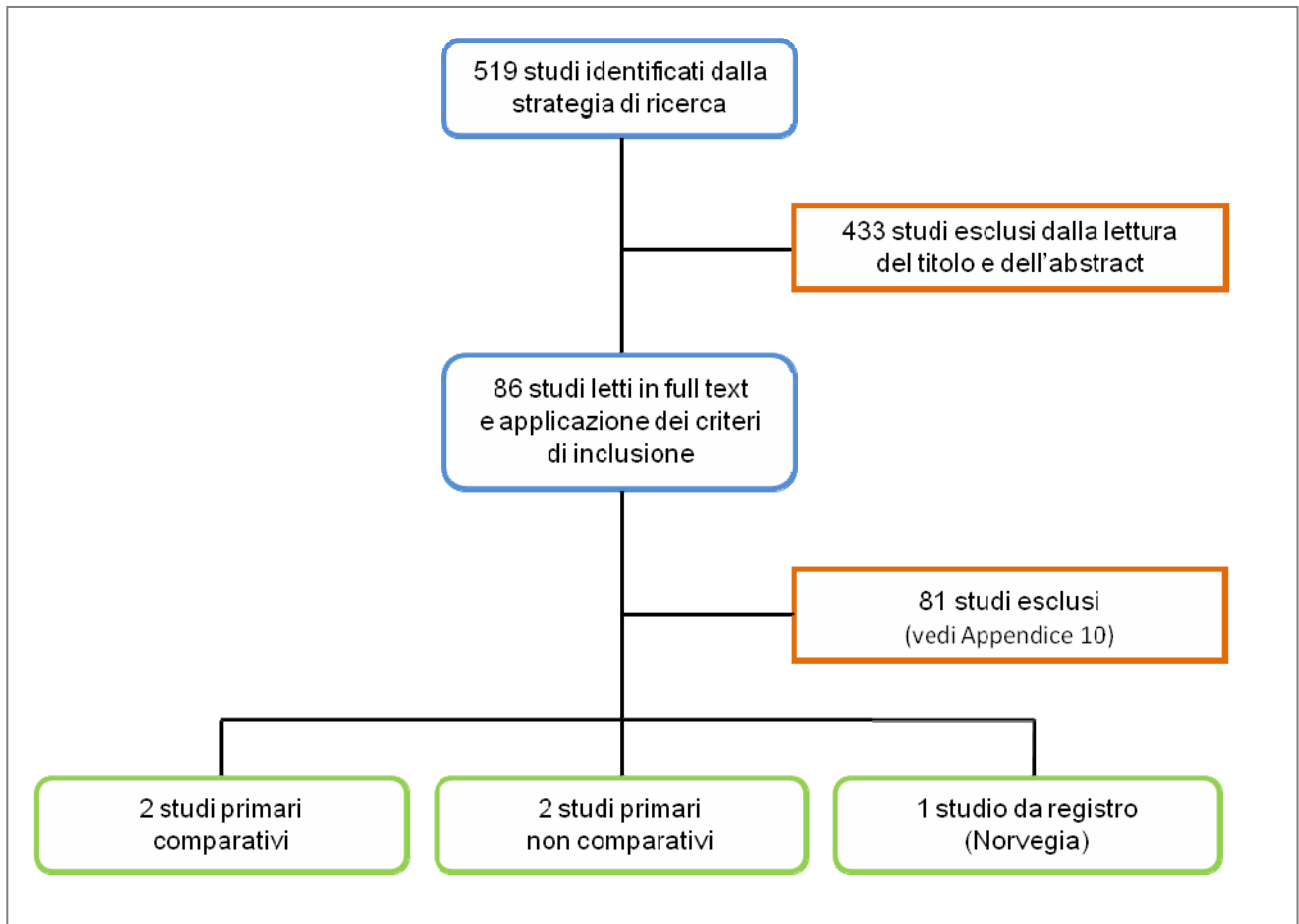 519 studi identificati dalla
strategia di ricerca
433 studi esclusi dalla lettura
del titolo e dell'abstract
86 studi letti in full text
e applicazione dei criteri
di inclusione
81 studi esclusi
(vedi Appendice 10)
2 studi primari
comparativi
2 studi primari
non comparativi
1 studio da registro
(Norvegia)